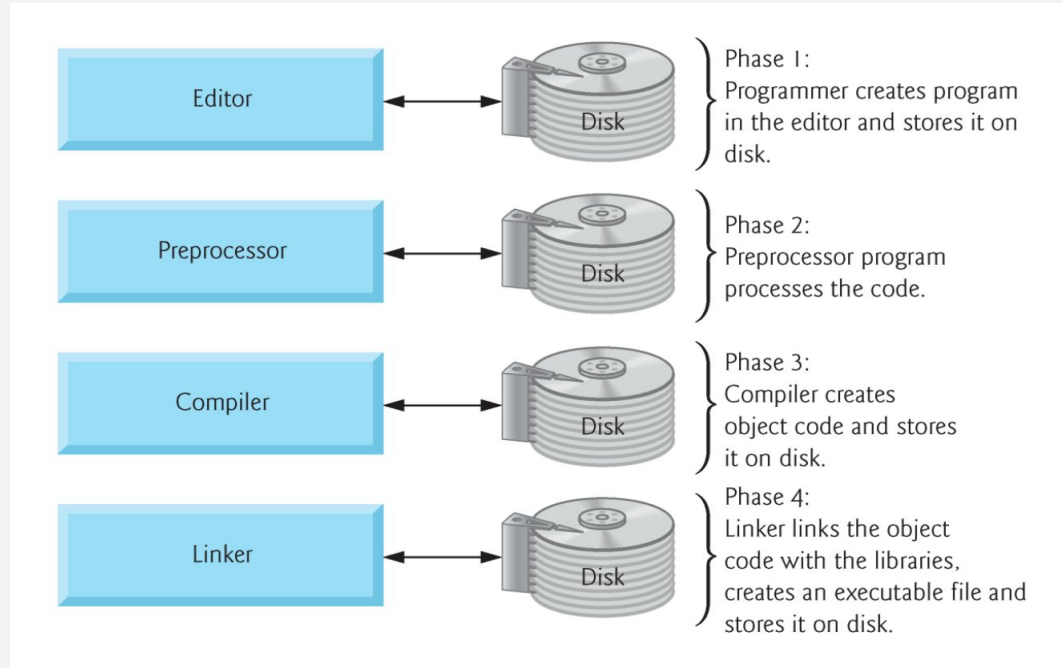 Editor
Disk
Phase 1:
Programmer creates program
in the editor and stores it on
disk.
Preprocessor
Disk
Phase 2:
Preprocessor program
processes the code.
Compiler
Disk
Phase 3:
Compiler creates
object code and stores
it on disk.
Linker
Disk
Phase 4:
Linker links the object
code with the libraries,
creates an executable file and
stores it on disk.